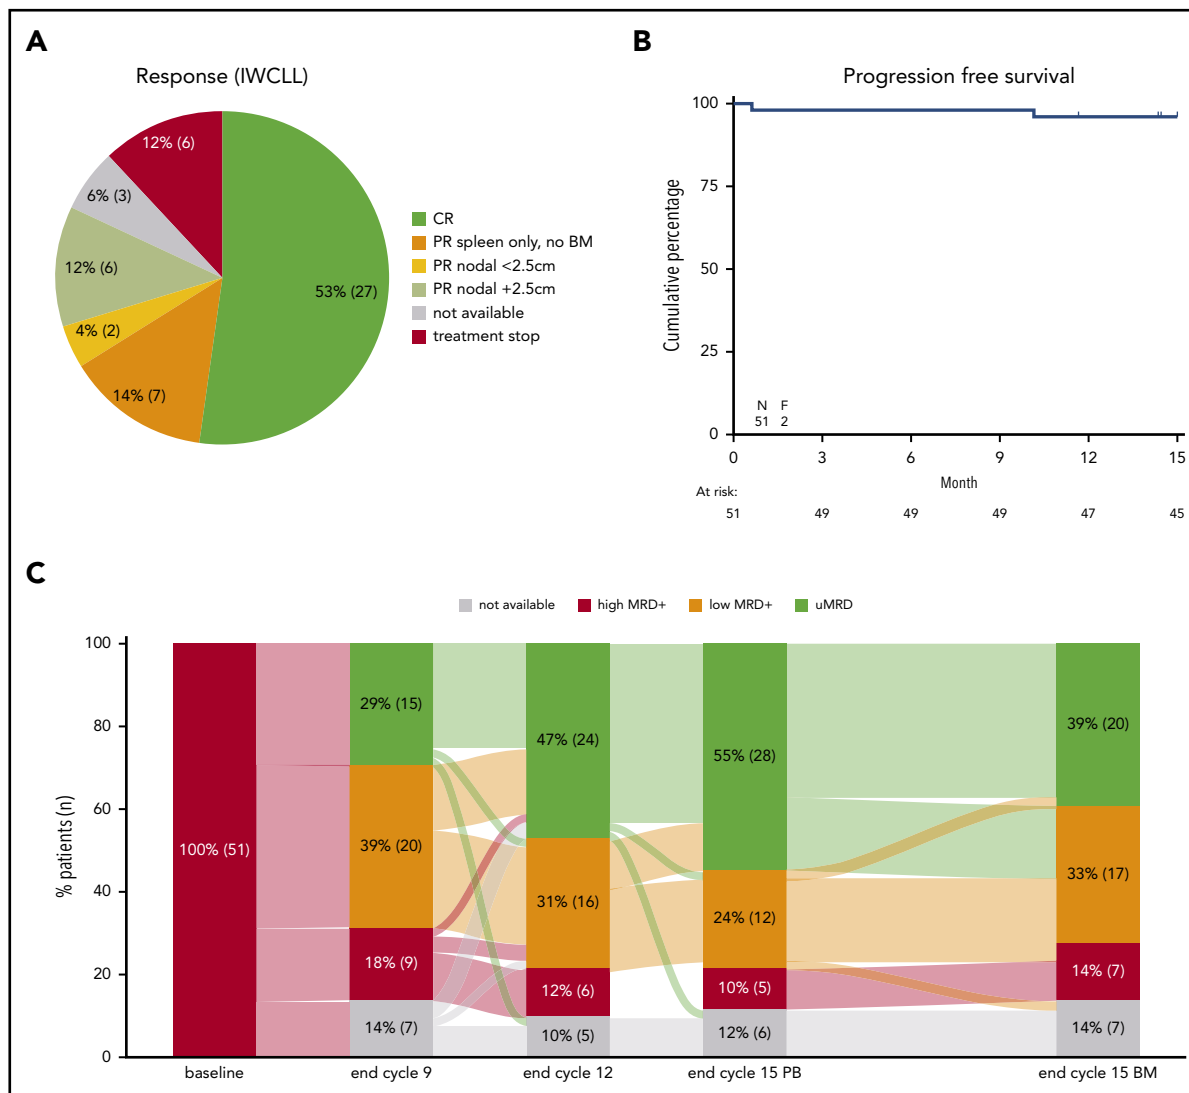 A
Response (IWCLL)
12% (6)
6% (3)
12% (6)
4% (2)
14% (7)
53% (27)
CR
PR spleen only, no BM
PR nodal <2.5cm
PR nodal +2.5cm
not available
treatment stop
B
Progression free survival
Cumulative percentage
100
75
50
25
0
N F
51 2
0 3 6 9 12 15
Month
At risk:
51 49 49 49 47 45
C
not available high MRD+ low MRD+ uMRD
% patients (n)
100
80
60
40
20
0
100% (51)
29% (15)
39% (20)
18% (9)
14% (7)
47% (24)
31% (16)
12% (6)
10% (5)
55% (28)
24% (12)
10% (5)
12% (6)
39% (20)
33% (17)
14% (7)
14% (7)
baseline end cycle 9 end cycle 12 end cycle 15 PB end cycle 15 BM